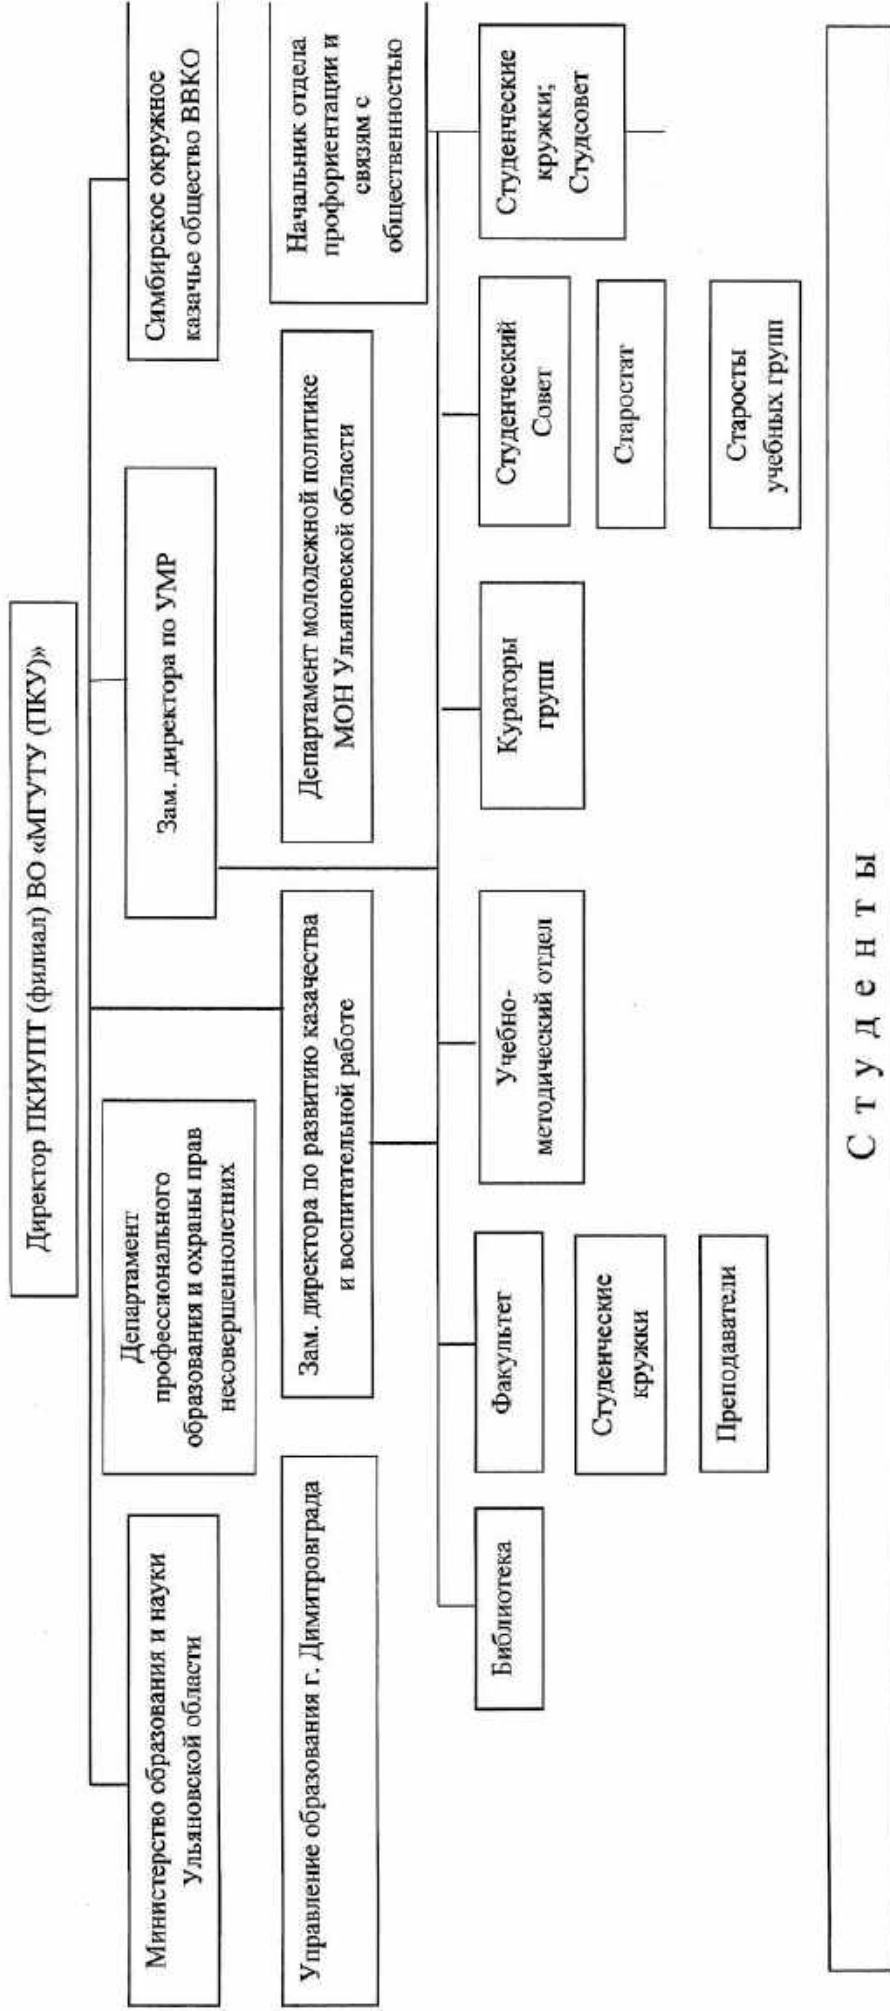 Директор ПКИУПТ (филиал) ВО «МГУТУ (ПКУ)»
Министерство образования и науки
Ульяновской области
Департамент
профессионального
образования и охраны прав
несовершеннолетних
Зам. директора по УМР
Симбирское окружное
казачье общество ВВКО
Управление образования г. Димитровграда
Зам. директора по развитию казачества
и воспитательной работе
Департамент молодежной политике
МОН Ульяновской области
Начальник отдела
профориентации и
связям с
общественностью
Библиотека
Факультет
Студенческие
кружки
Преподаватели
Учебно-
методический отдел
Кураторы
групп
Студенческий
Совет
Старостат
Старосты
учебных групп
Студенческие
кружки;
Студсовет
Студенты